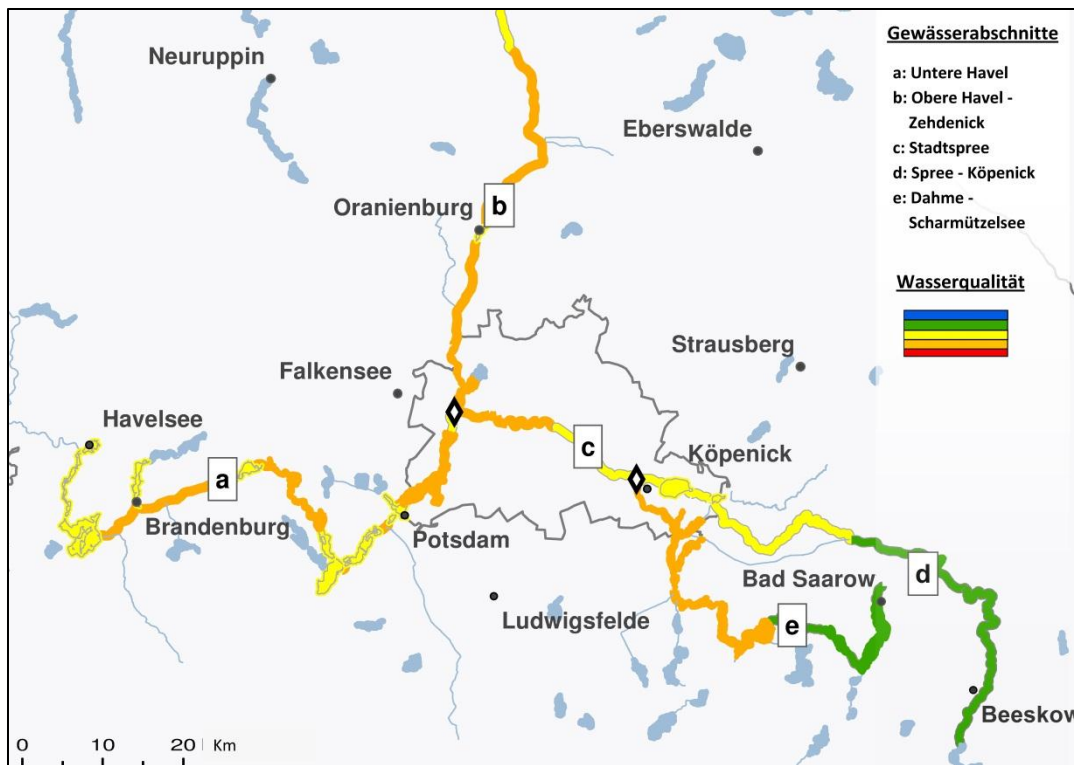 Neuruppin
Eberswalde
Oranienburg
b
Strausberg
Falkensee
Havelsee
c
Köpenick
a
Brandenburg
Potsdam
Bad Saarow
d
Ludwigsfelde
e
Beeskow
0 10 20 Km
Gewässerabschnitte
a: Untere Havel
b: Obere Havel -
Zehdenick
c: Stadtspree
d: Spree - Köpenick
e: Dahme -
Scharmützelsee
Wasserqualität